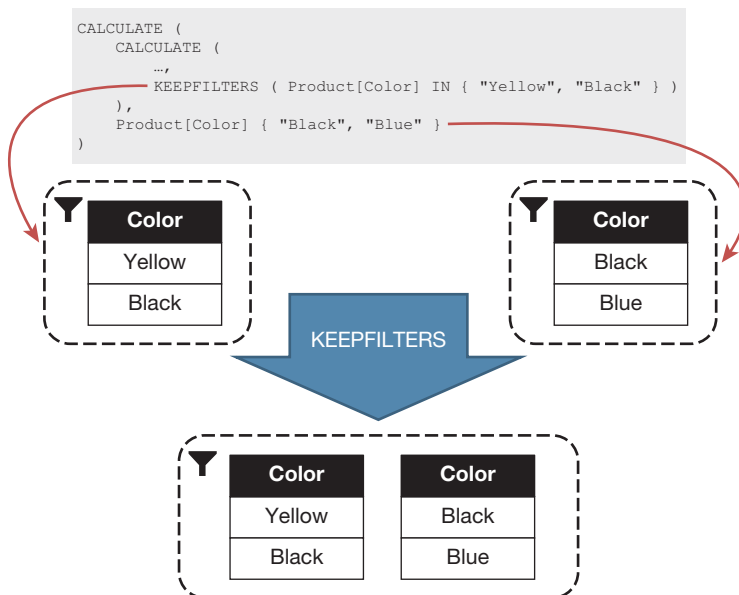 CALCULATE (
    CALCULATE (
        …,
        KEEPFILTERS ( Product[Color] IN { "Yellow", "Black" } )
    ),
    Product[Color] { "Black", "Blue" }
)
Color
Yellow
Black
Color
Black
Blue
KEEPFILTERS
Color
Yellow
Black
Color
Black
Blue